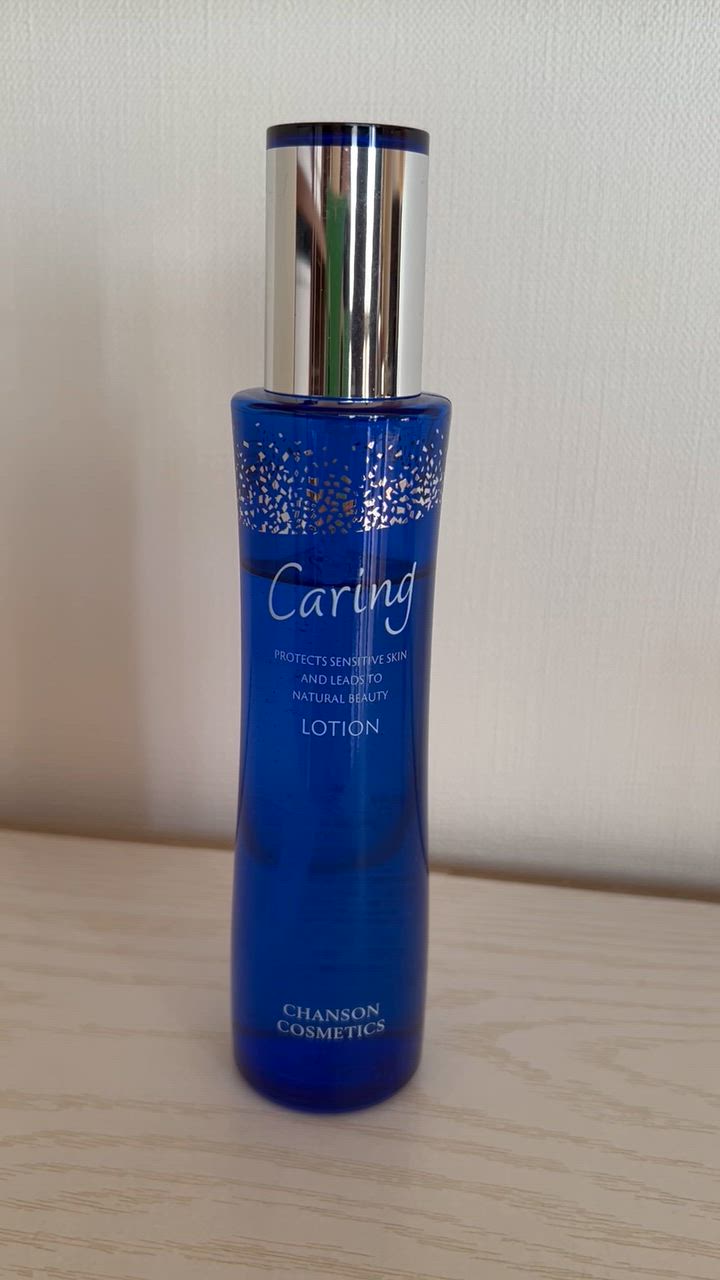 Caring
PROTECTS SENSITIVE SKIN
AND LEADS TO
NATURAL BEAUTY
LOTION
CHANSON
COSMETICS